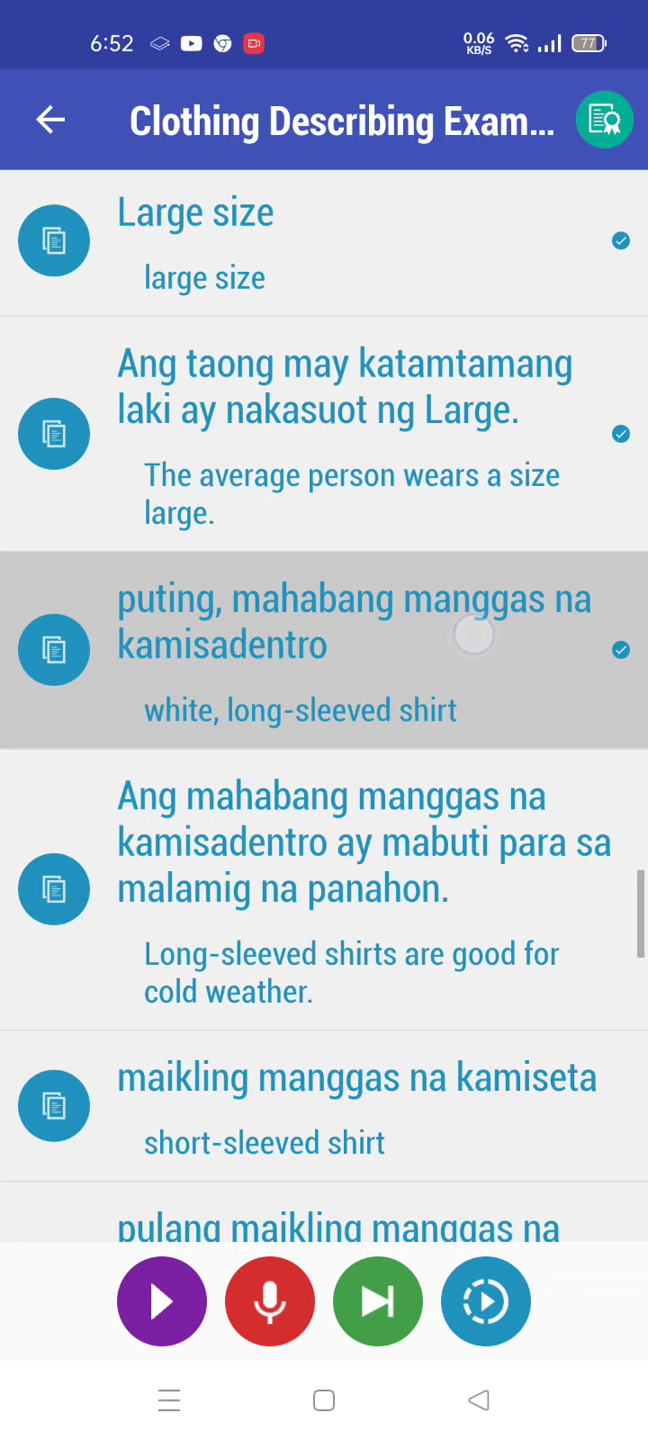 6:52
0.06
KB/S
77
Clothing Describing Exam...
Large size
large size
Ang taong may katamtamang
laki ay nakasuot ng Large.
The average person wears a size
large.
puting, mahabang manggas na
kamisadentro
white, long-sleeved shirt
Ang mahabang manggas na
kamisadentro ay mabuti para sa
malamig na panahon.
Long-sleeved shirts are good for
cold weather.
maikling manggas na kamiseta
short-sleeved shirt
pulang maikling manggas na